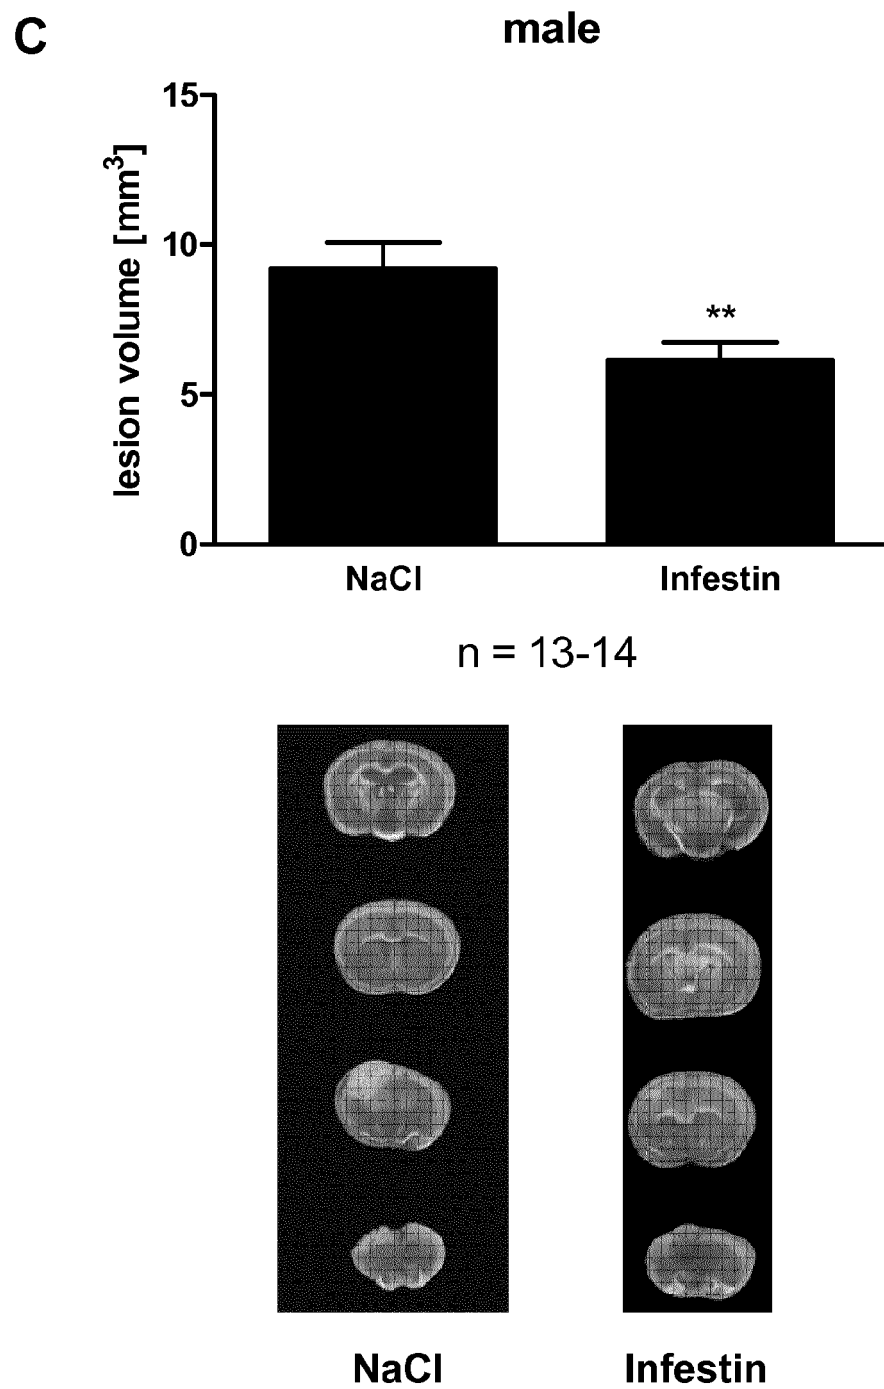 C
male
15
10
5
0
lesion volume [mm³]
**
NaCl
Infestin
n = 13-14
NaCl
Infestin